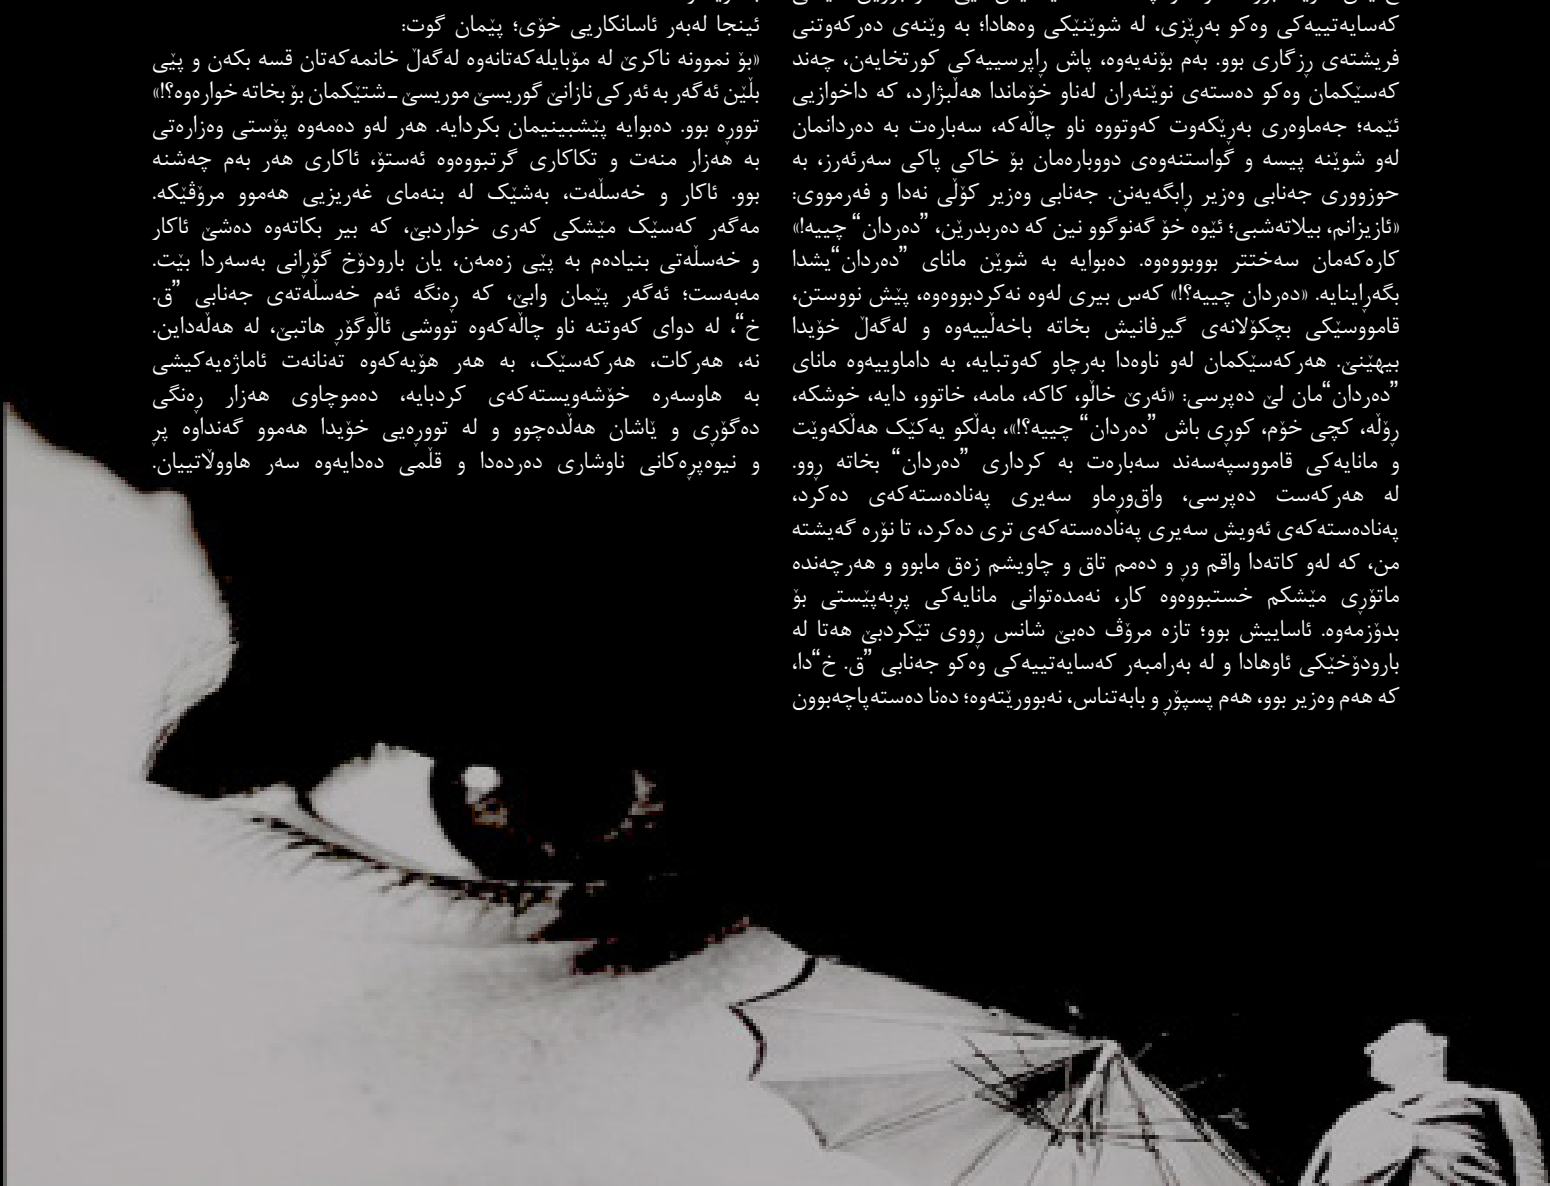 کەسایەتییەکی وەکو بەڕێزی، لە شوێنێکی وەهادا؛ بە وێنەی دەرکەوتنی
فریشتەی ڕزگاری بوو. بەم بۆنەیەوە، پاش ڕاپرسییەکی کورتخایەن، چەند
کەسێکمان وەکو دەستەی نوێنەران لەناو خۆماندا هەڵبژارد، کە داخوازیی
ئێمە؛ جەماوەری بەڕێکەوت کەوتووە ناو چاڵەکە، سەبارەت بە دەردانمان
لەو شوێنە پیسە و گواستنەوەی دووبارەمان بۆ خاکی پاکی سەرئەرز، بە
حوزووری جەنابی وەزیر ڕابگەیەنن. جەنابی وەزیر کۆڵی نەدا و فەرمووی:
«ئازیزانم، بیلاتەشبی؛ ئێوە خۆ گەنوگوو نین کە دەربدرێن، ”دەردان“ چییە!»
کارەکەمان سەختتر بووبووەوە. دەبوایە بە شوێن مانای ”دەردان“یشدا
بگەڕاینایە. «دەردان چییە؟!» کەس بیری لەوە نەکردبووەوە، پێش نووستن،
قامووسێکی بچکۆلانەی گیرفانیش بخاتە باخەڵییەوە و لەگەڵ خۆیدا
بیهێنێ. هەرکەسێکمان لەو ناوەدا بەرچاو کەوتبایە، بە داماوییەوە مانای
”دەردان“مان لێ دەپرسی: «ئەرێ خاڵو، کاکە، مامە، خاتوو، دایە، خوشکە،
ڕۆڵە، کچی خۆم، کوڕی باش ”دەردان“ چییە؟!»، بەڵکو یەکێک هەڵکەوێت
و مانایەکی قامووسپەسەند سەبارەت بە کرداری ”دەردان“ بخاتە ڕوو.
لە هەرکەست دەپرسی، واق‌وڕماو سەیری پەنادەستەکەی دەکرد،
پەنادەستەکەی ئەویش سەیری پەنادەستەکەی تری دەکرد، تا نۆرە گەیشتە
من، کە لەو کاتەدا واقم وڕ و دەمم تاق و چاویشم زەق مابوو و هەرچەندە
ماتۆڕی مێشکم خستبووەوە کار، نەمدەتوانی مانایەکی پڕبەپێستی بۆ
بدۆزمەوە. ئاساییش بوو؛ تازە مرۆڤ دەبێ شانس ڕووی تێکردبێ هەتا لە
بارودۆخێکی ئاوهادا و لە بەرامبەر کەسایەتییەکی وەکو جەنابی ”ق. خ“دا،
کە هەم وەزیر بوو، هەم پسپۆڕ و بابەتناس، نەبوورێتەوە؛ دەنا دەستەپاچەبوون
ئینجا لەبەر ئاسانکاریی خۆی؛ پێمان گوت:
«بۆ نموونە ناکرێ لە مۆبایلەکەتانەوە لەگەڵ خانمەکەتان قسە بکەن و پێی
بڵێن ئەگەر بە ئەرکی نازانێ گوریسێ موریسێ ـشتێکمان بۆ بخاتە خوارەوە؟!»
توورە بوو. دەبوایە پێشبینیمان بکردایە. هەر لەو دەمەوە پۆستی وەزارەتی
بە هەزار منەت و تکاکاری گرتبووەوە ئەستۆ، ئاکاری هەر بەم چەشنە
بوو. ئاکار و خەسڵەت، بەشێک لە بنەمای غەریزیی هەموو مرۆڤێکە.
مەگەر کەسێک مێشکی کەری خواردبێ، کە بیر بکاتەوە دەشێ ئاکار
و خەسڵەتی بنیادەم بە پێی زەمەن، یان بارودۆخ گۆڕانی بەسەردا بێت.
مەبەست؛ ئەگەر پێمان وابێ، کە ڕەنگە ئەم خەسڵەتەی جەنابی ”ق.
خ“، لە دوای کەوتنە ناو چاڵەکەوە تووشی ئاڵوگۆڕ هاتبێ، لە هەڵەداین.
نە، هەرکات، هەرکەسێک، بە هەر هۆیەکەوە تەنانەت ئاماژەیەکیشی
بە هاوسەرە خۆشەویستەکەی کردبایە، دەموچاوی هەزار ڕەنگی
دەگۆڕی و یاشان هەڵدەچوو و لە توورەیی خۆیدا هەموو گەنداوە پڕ
و نیوەپڕەکانی ناوشاری دەردەدا و قڵمی دەدایەوە سەر هاووڵاتییان.